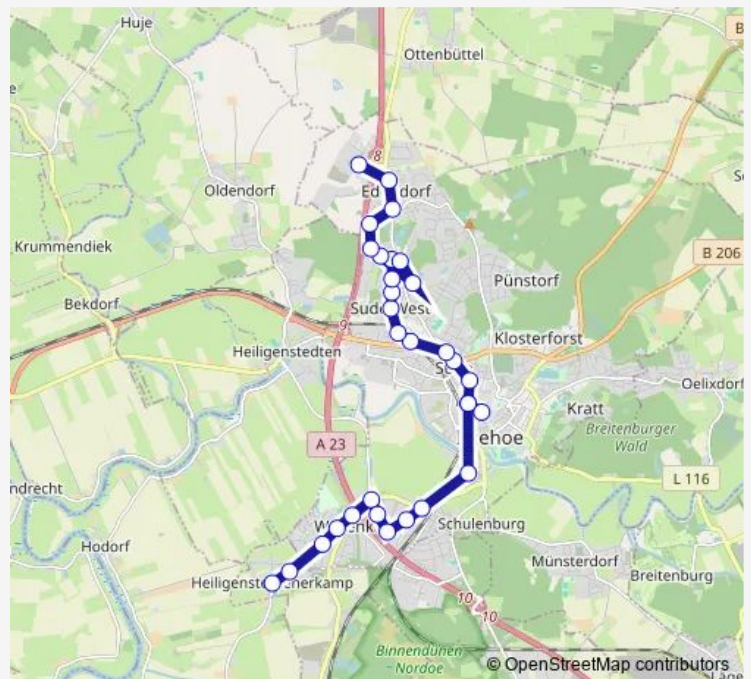 Huje
Ottenbüttel
8
Oldendorf
Krummendiek
B 206
Pünstorf
Bekdorf
9
Klosterforst
Heiligenstedten
Oelixdorf
Kratt
A 23
Breitenburger
Wald
L 116
Schulenburg
Hodorf
Münsterdorf
Breitenburg
10
10
Binnendünen
Nordoe
© OpenStreetMap contributors